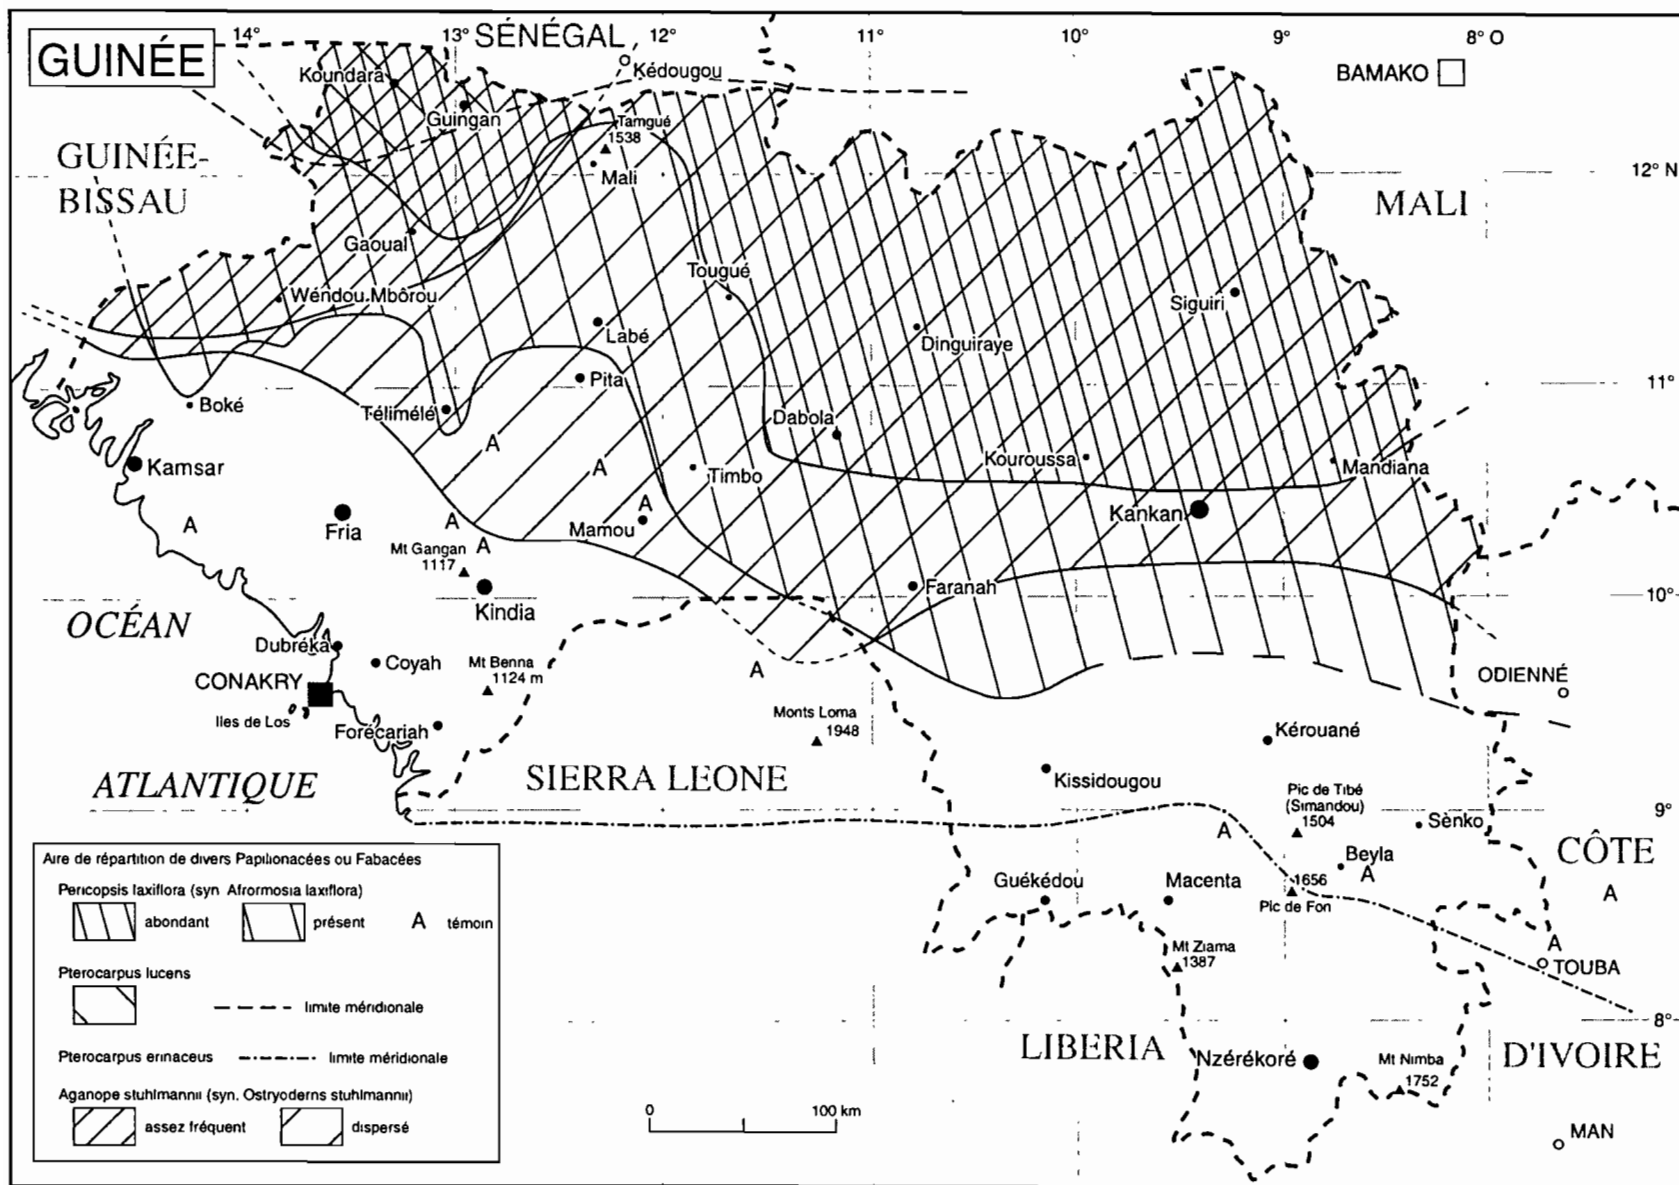 14°
13°
SÉNÉGAL
12°
11°
10°
9°
8° O
GUINÉE
Koundara
Kédougou
BAMAKO
Guingan
Tamgué
1538
GUINÉE-
BISSAU
Mali
12° N
MALI
Gaoual
Tougué
Wéndou Mbôrou
Siguiri
Labé
Dinguiraye
Pita
11°
Boké
Télimélé
A
Dabola
Kamsar
A
Timbo
Kouroussa
Mandiana
A
Fria
A
Mamou
A
Kankan
A
Mt Gangan
1117
Kindia
Faranah
10°
OCÉAN
Dubréka
Coyah
Mt Benna
1124 m
A
ODIENNÉ
CONAKRY
Iles de Los
Forécariah
Monts Loma
1948
Kérouané
ATLANTIQUE
SIERRA LEONE
Kissidougou
Pic de Tibé
(Simandou)
1504
9°
A
Sènko
CÔTE
Beyla
A
Guékédou
Macenta
1656
Pic de Fon
A
A
TOUBA
Mt Ziama
1387
8°
LIBERIA
Nzérékoré
Mt Nimba
1752
D'IVOIRE
MAN
0
100 km
Aire de répartition de divers Papilionacées ou Fabacées
Pericopsis laxiflora (syn Afrormosia laxiflora)
abondant
présent
A
témoin
Pterocarpus lucens
limite méridionale
Pterocarpus erinaceus
limite méridionale
Aganope stuhlmannii (syn. Ostryoderns stuhlmannii)
assez fréquent
dispersé